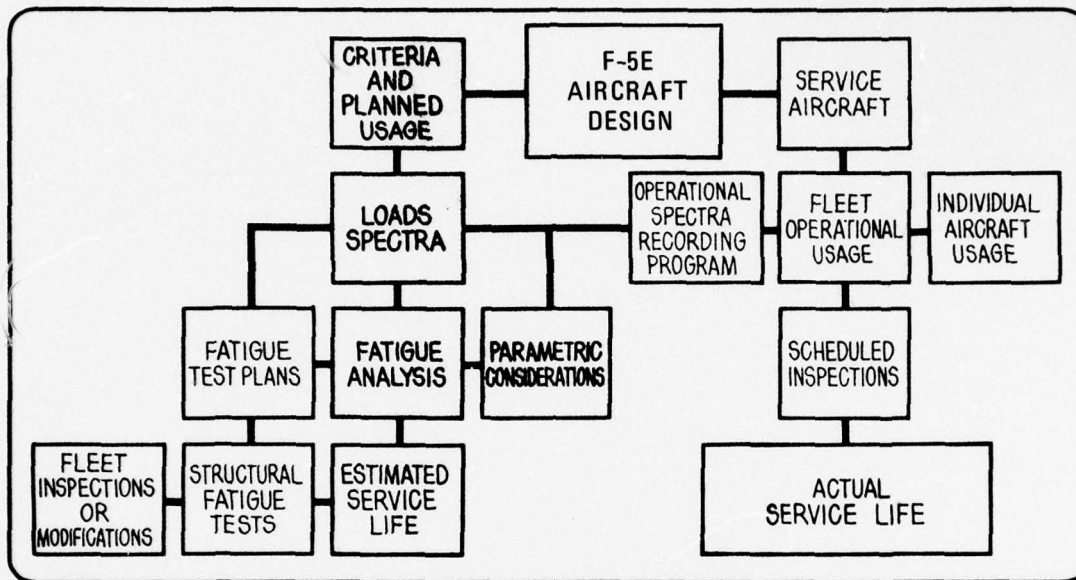 CRITERIA
AND
PLANNED
USAGE
F-5E
AIRCRAFT
DESIGN
SERVICE
AIRCRAFT
LOADS
SPECTRA
OPERATIONAL
SPECTRA
RECORDING
PROGRAM
FLEET
OPERATIONAL
USAGE
INDIVIDUAL
AIRCRAFT
USAGE
FATIGUE
TEST PLANS
FATIGUE
ANALYSIS
PARAMETRIC
CONSIDERATIONS
SCHEDULED
INSPECTIONS
FLEET
INSPECTIONS
OR
MODIFICATIONS
STRUCTURAL
FATIGUE
TESTS
ESTIMATED
SERVICE
LIFE
ACTUAL
SERVICE LIFE